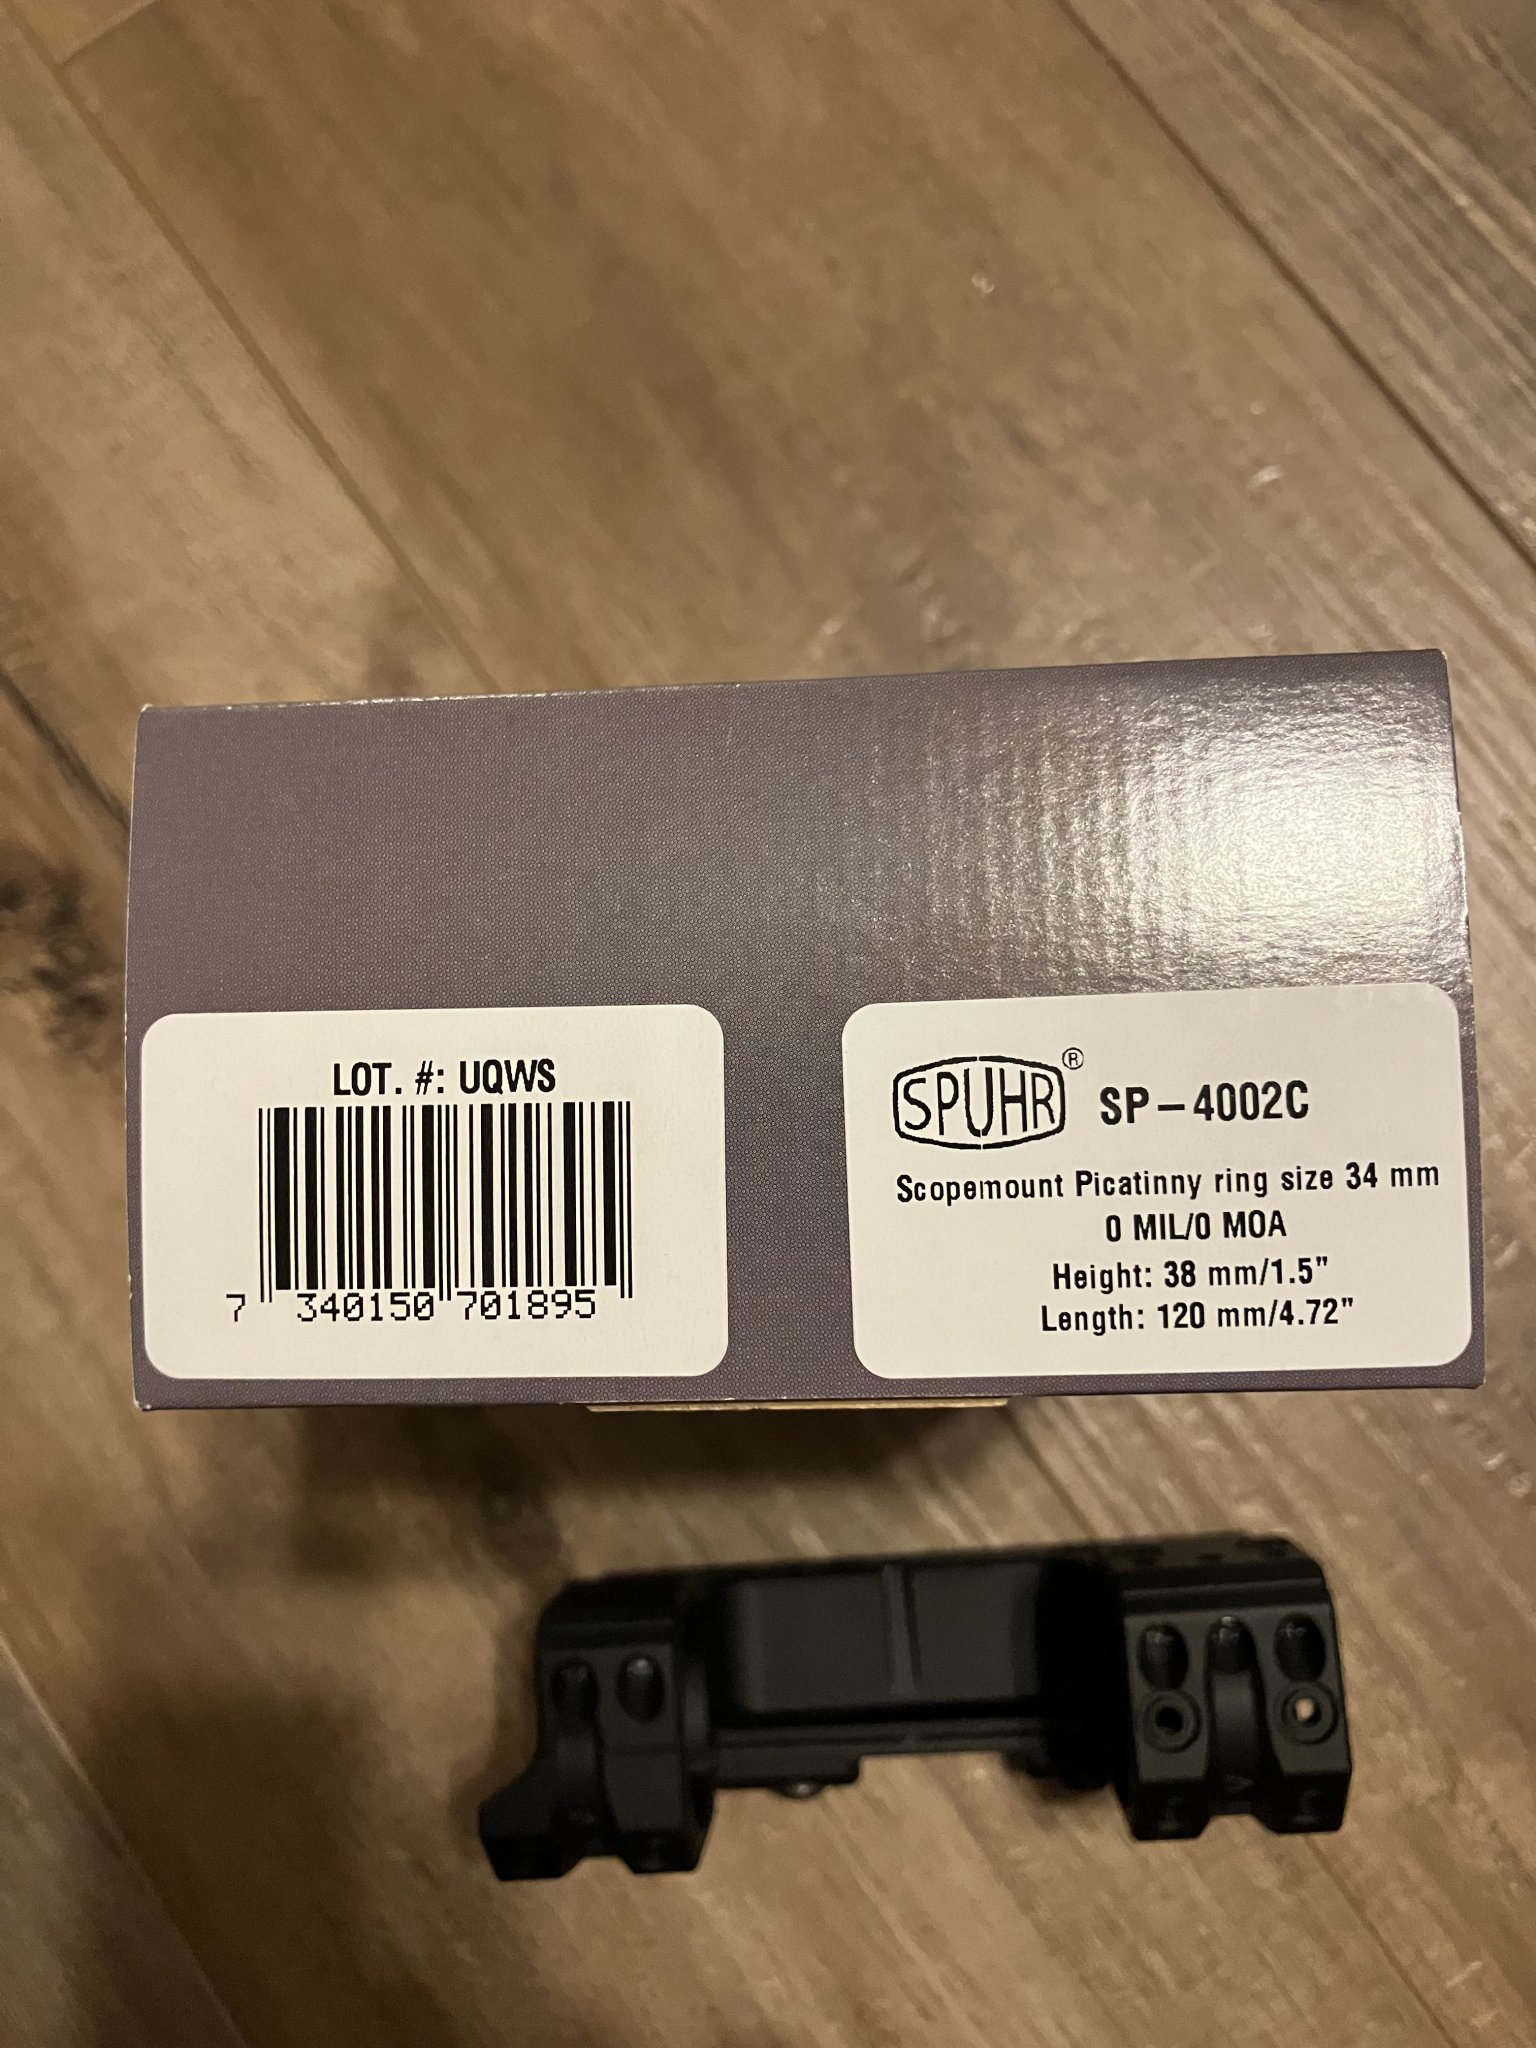 LOT. #: UQWS
7 340150 701895
SPUHR® SP-4002C
Scopemount Picatinny ring size 34 mm
0 MIL/0 MOA
Height: 38 mm/1.5"
Length: 120 mm/4.72"